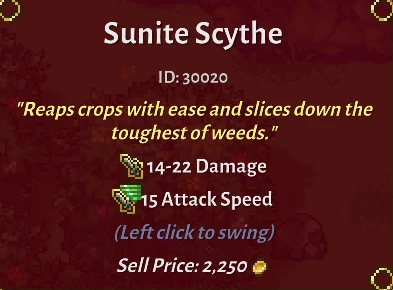 Sunite Scythe
ID: 30020
"Reaps crops with ease and slices down the
toughest of weeds."
14-22 Damage
15 Attack Speed
(Left click to swing)
Sell Price: 2,250